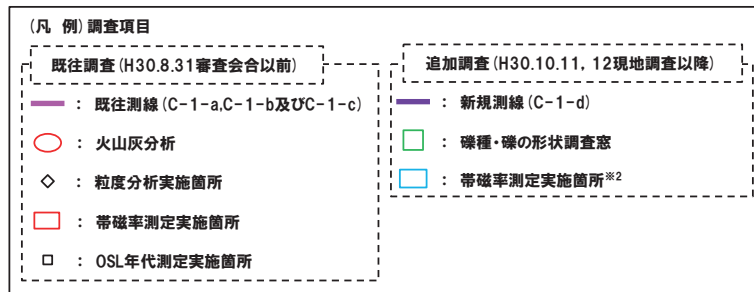 (凡 例)調査項目
既往調査(H30.8.31審査会合以前)
: 既往測線(C-1-a,C-1-b及びC-1-c)
: 火山灰分析
: 粒度分析実施箇所
: 帯磁率測定実施箇所
: OSL年代測定実施箇所
追加調査(H30.10.11, 12現地調査以降)
: 新規測線(C-1-d)
: 礫種・礫の形状調査窓
: 帯磁率測定実施箇所※2